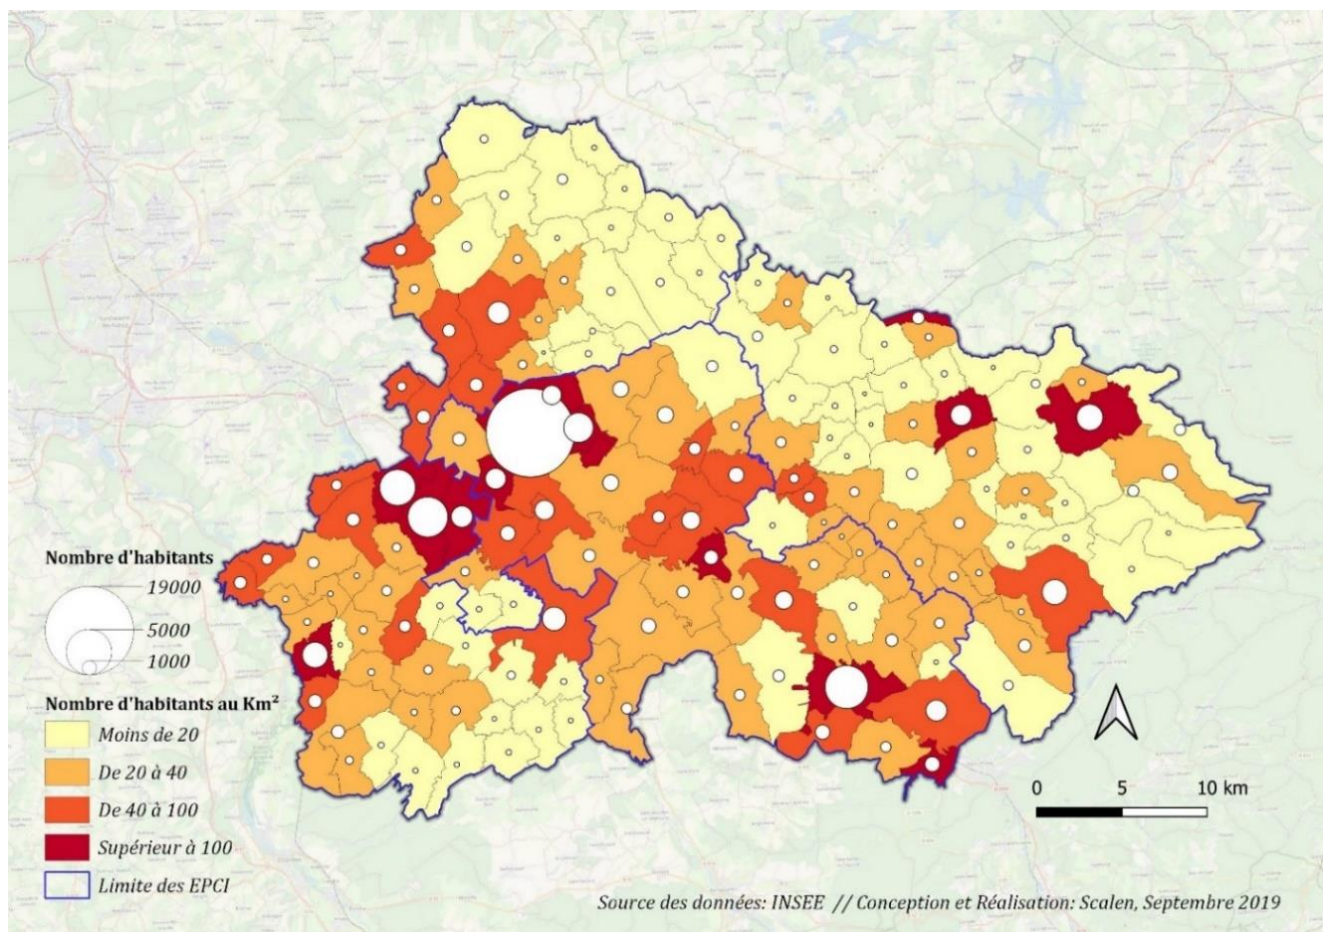 Nombre d'habitants
19000
5000
1000
Nombre d'habitants au Km²
Moins de 20
De 20 à 40
De 40 à 100
Supérieur à 100
Limite des EPCI
0 5 10 km
Source des données: INSEE // Conception et Réalisation: Scalen, Septembre 2019